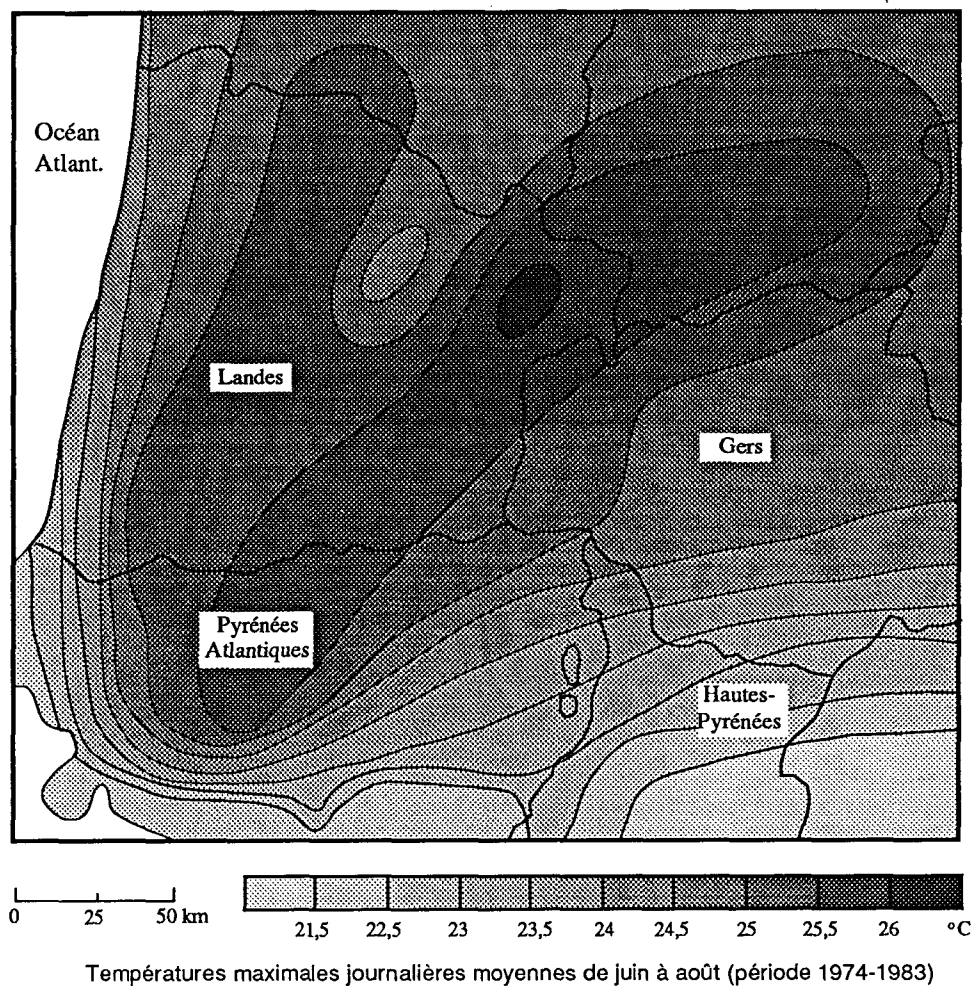 Océan
Atlant.
Landes
Gers
Pyrénées
Atlantiques
Hautes-
Pyrénées
0 25 50 km
21,5 22,5 23 23,5 24 24,5 25 25,5 26 °C
Températures maximales journalières moyennes de juin à août (période 1974-1983)